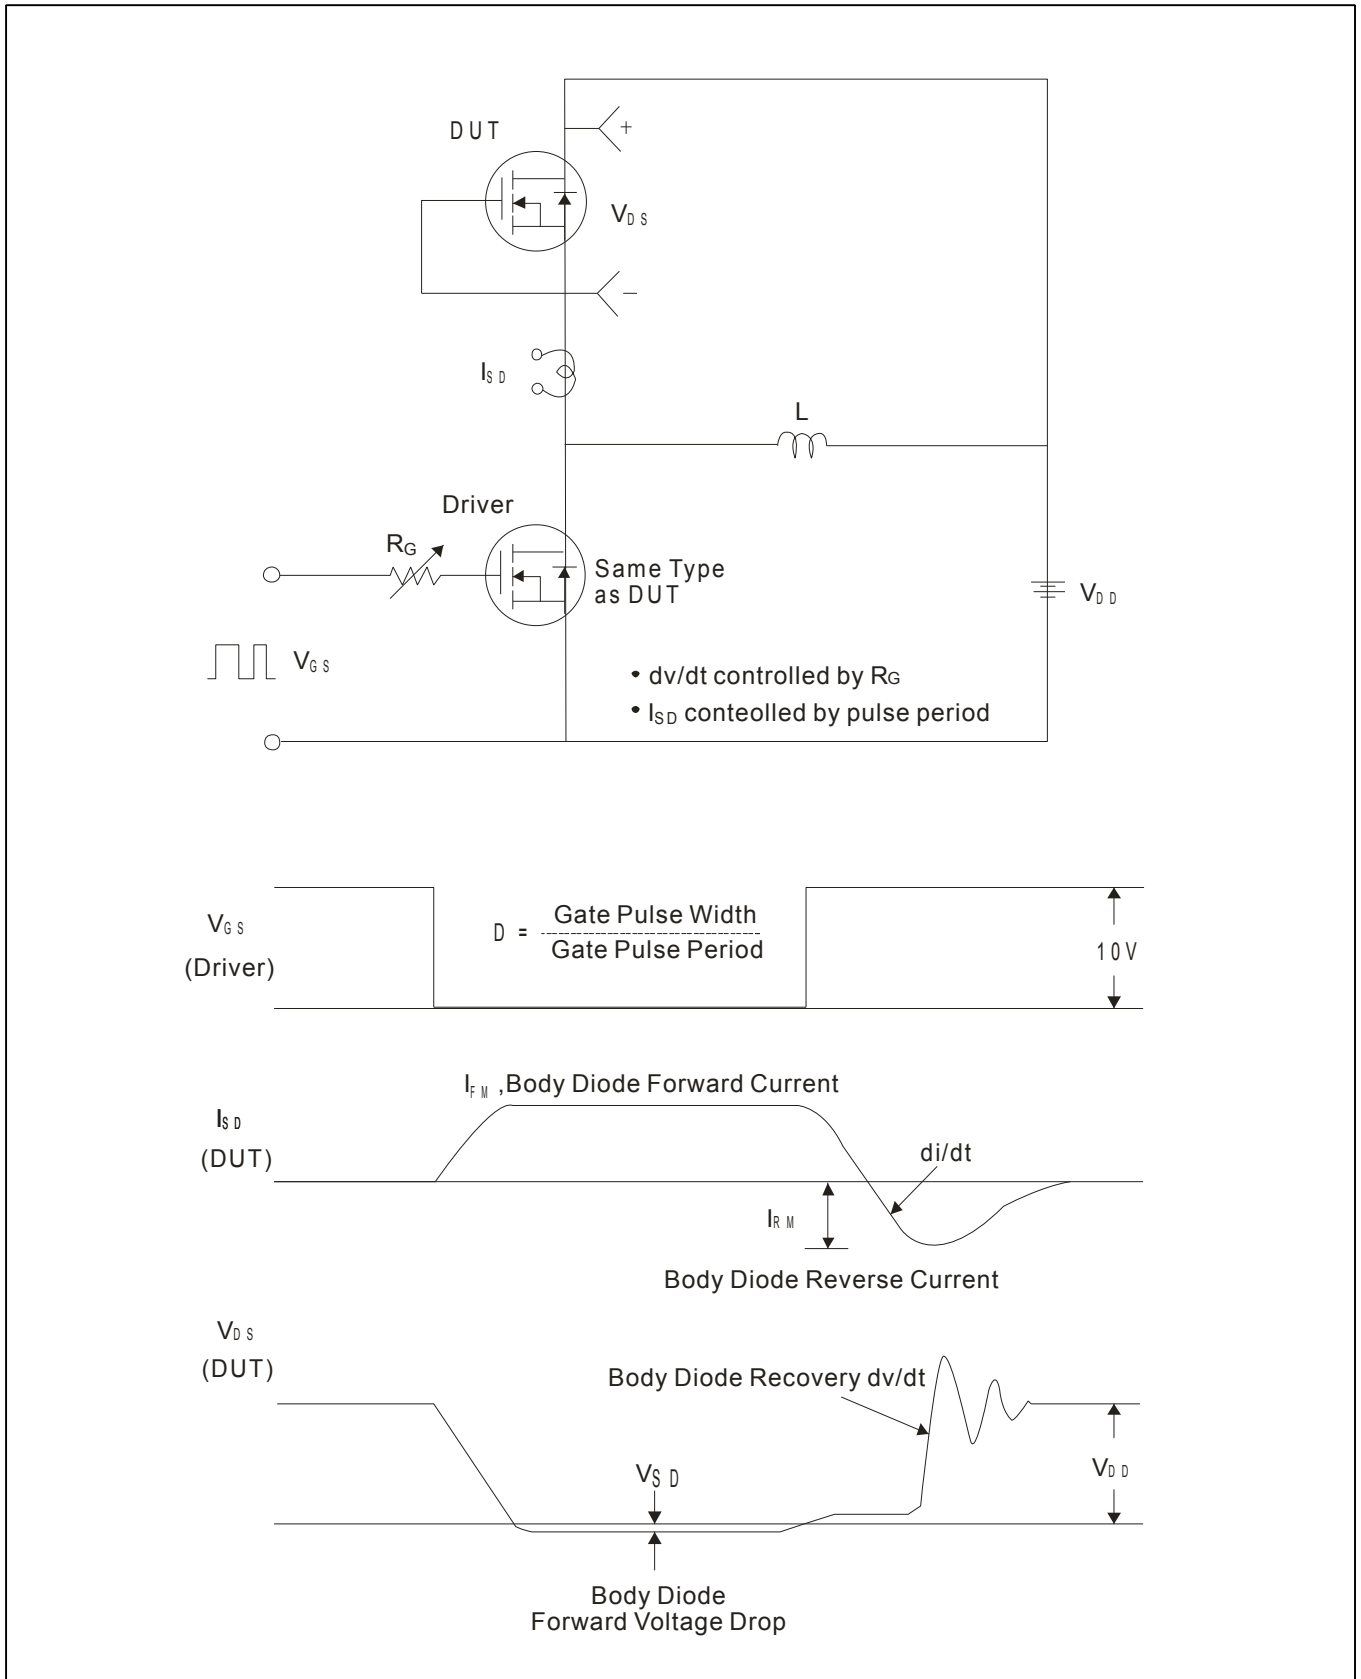 DUT
+
VDS
–
ISD
L
Driver
RG
Same Type
as DUT
VDD
VGS
• dv/dt controlled by RG
• ISD conteolled by pulse period
VGS
(Driver)
D = Gate Pulse Width
Gate Pulse Period
10V
IFM ,Body Diode Forward Current
ISD
(DUT)
di/dt
IRM
Body Diode Reverse Current
VDS
(DUT)
Body Diode Recovery dv/dt
VSD
VDD
Body Diode
Forward Voltage Drop